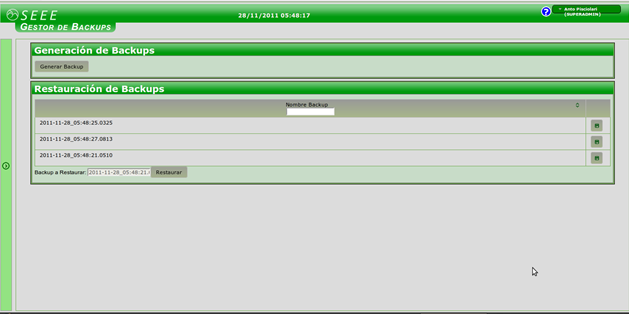 SEEE
28/11/2011 05:48:17
?
Anto Pisciolari
(SUPERADMIN)
GESTOR DE BACKUPS
Generación de Backups
Generar Backup
Restauración de Backups
Nombre Backup
2011-11-28_05:48:25.0325
2011-11-28_05:48:27.0813
2011-11-28_05:48:21.0510
Backup a Restaurar: 2011-11-28_05:48:21.( Restaurar